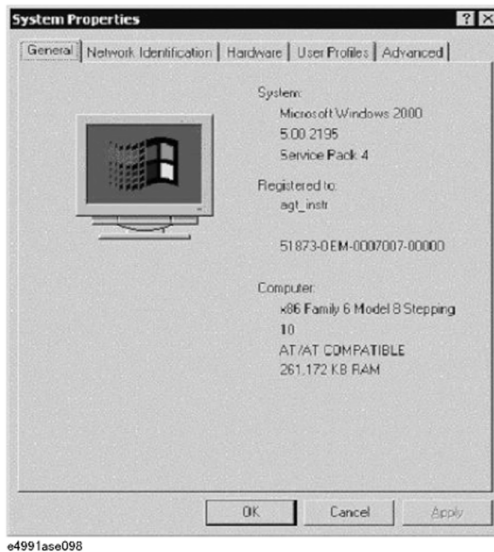 System Properties
General Network Identification Hardware User Profiles Advanced
System:
Microsoft Windows 2000
5.00.2195
Service Pack 4
Registered to:
agt_instr
51873-OEM-0007007-00000
Computer:
x86 Family 6 Model 8 Stepping
10
AT/AT COMPATIBLE
261,172 KB RAM
OK Cancel Apply
e4991ase098